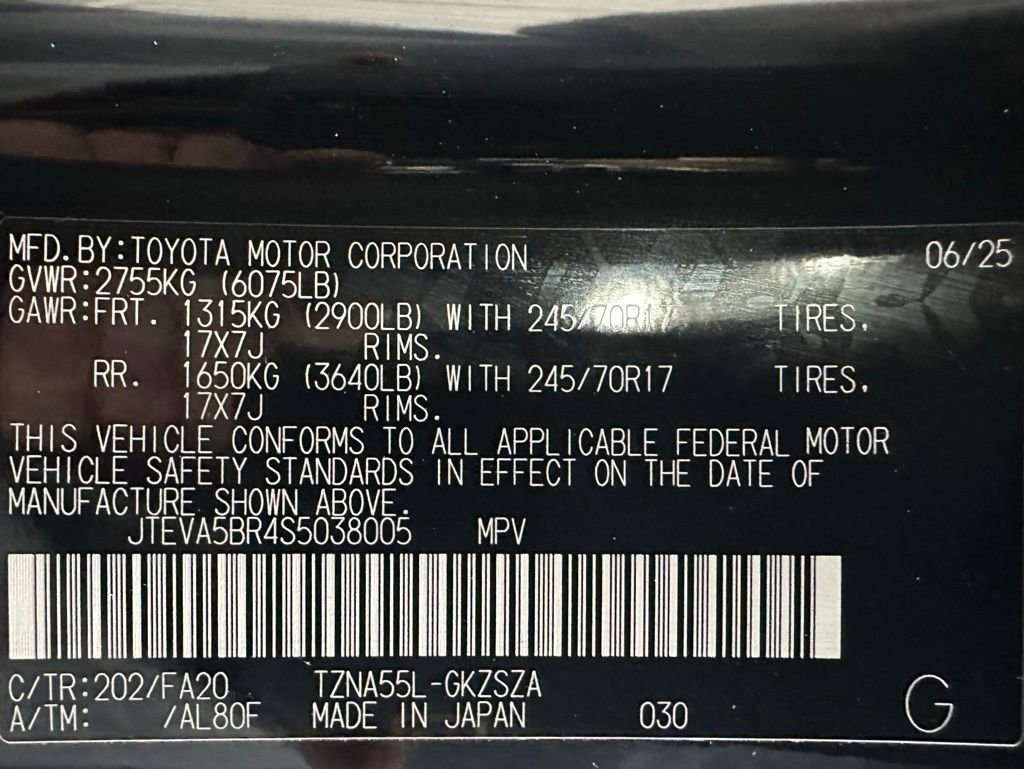 MFD.BY:TOYOTA MOTOR CORPORATION 06/25
GVWR:2755KG (6075LB)
GAWR:FRT. 1315KG (2900LB) WITH 245/70R17 TIRES.
17X7J RIMS.
RR. 1650KG (3640LB) WITH 245/70R17 TIRES.
17X7J RIMS.
THIS VEHICLE CONFORMS TO ALL APPLICABLE FEDERAL MOTOR
VEHICLE SAFETY STANDARDS IN EFFECT ON THE DATE OF
MANUFACTURE SHOWN ABOVE.
JTEVA5BR4S5038005 MPV
C/TR:202/FA20 TZNA55L-GKZSZA
A/TM: /AL80F MADE IN JAPAN 030 G